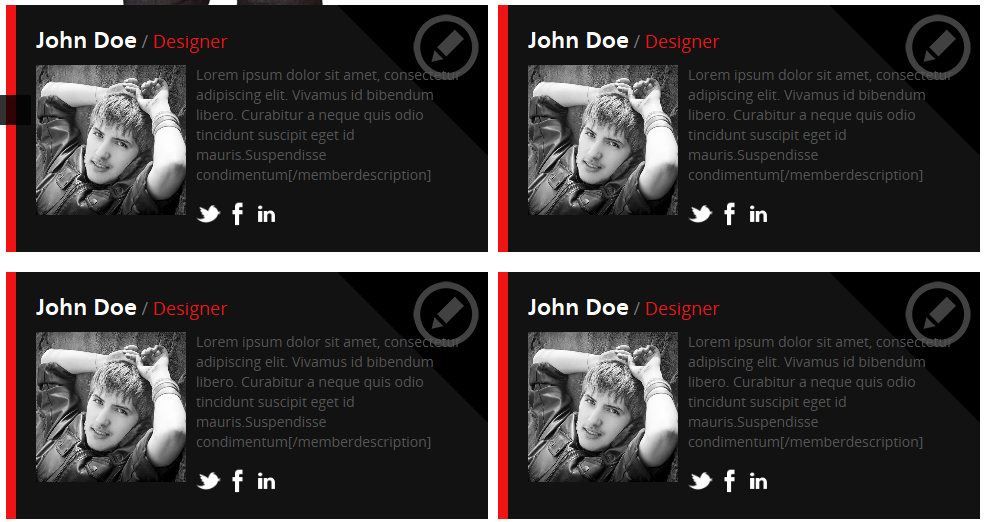 John Doe / Designer
Lorem ipsum dolor sit amet, consectetur
adipiscing elit. Vivamus id bibendum
libero. Curabitur a neque quis odio
tincidunt suscipit eget id
mauris.Suspendisse
condimentum[/memberdescription]
in
John Doe / Designer
Lorem ipsum dolor sit amet, consectetur
adipiscing elit. Vivamus id bibendum
libero. Curabitur a neque quis odio
tincidunt suscipit eget id
mauris.Suspendisse
condimentum[/memberdescription]
in
John Doe / Designer
Lorem ipsum dolor sit amet, consectetur
adipiscing elit. Vivamus id bibendum
libero. Curabitur a neque quis odio
tincidunt suscipit eget id
mauris.Suspendisse
condimentum[/memberdescription]
in
John Doe / Designer
Lorem ipsum dolor sit amet, consectetur
adipiscing elit. Vivamus id bibendum
libero. Curabitur a neque quis odio
tincidunt suscipit eget id
mauris.Suspendisse
condimentum[/memberdescription]
in